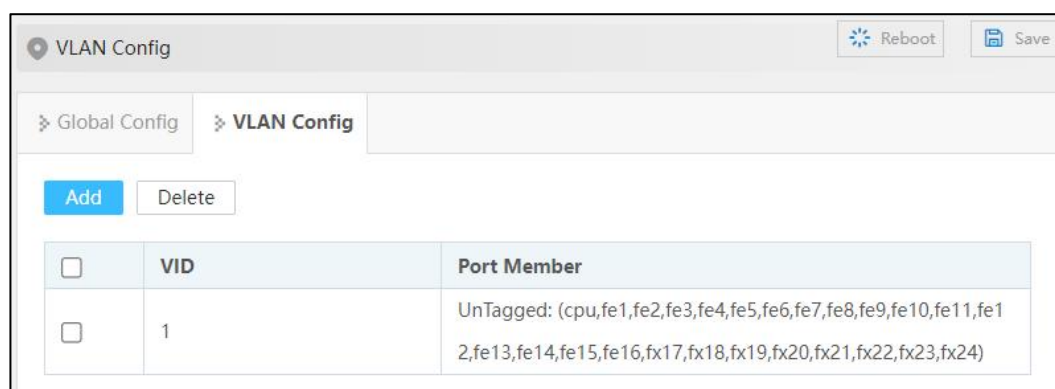 VLAN Config
Reboot
Save
Global Config
VLAN Config
Add
Delete
VID
Port Member
1
UnTagged: (cpu,fe1,fe2,fe3,fe4,fe5,fe6,fe7,fe8,fe9,fe10,fe11,fe1
2,fe13,fe14,fe15,fe16,fx17,fx18,fx19,fx20,fx21,fx22,fx23,fx24)